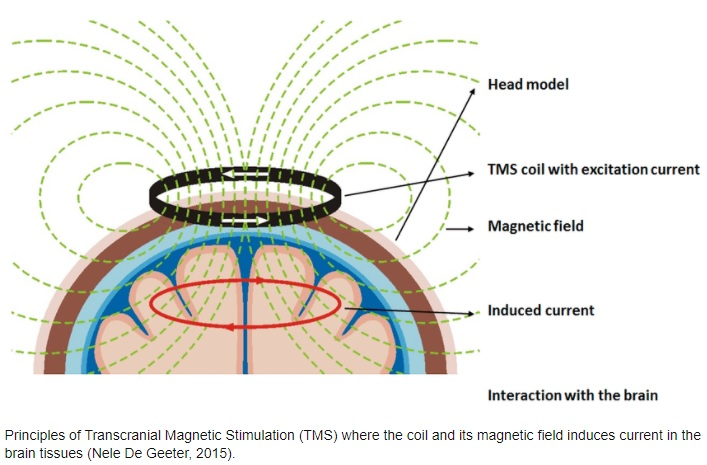 Head model
TMS coil with excitation current
Magnetic field
Induced current
Interaction with the brain
Principles of Transcranial Magnetic Stimulation (TMS) where the coil and its magnetic field induces current in the
brain tissues (Nele De Geeter, 2015).